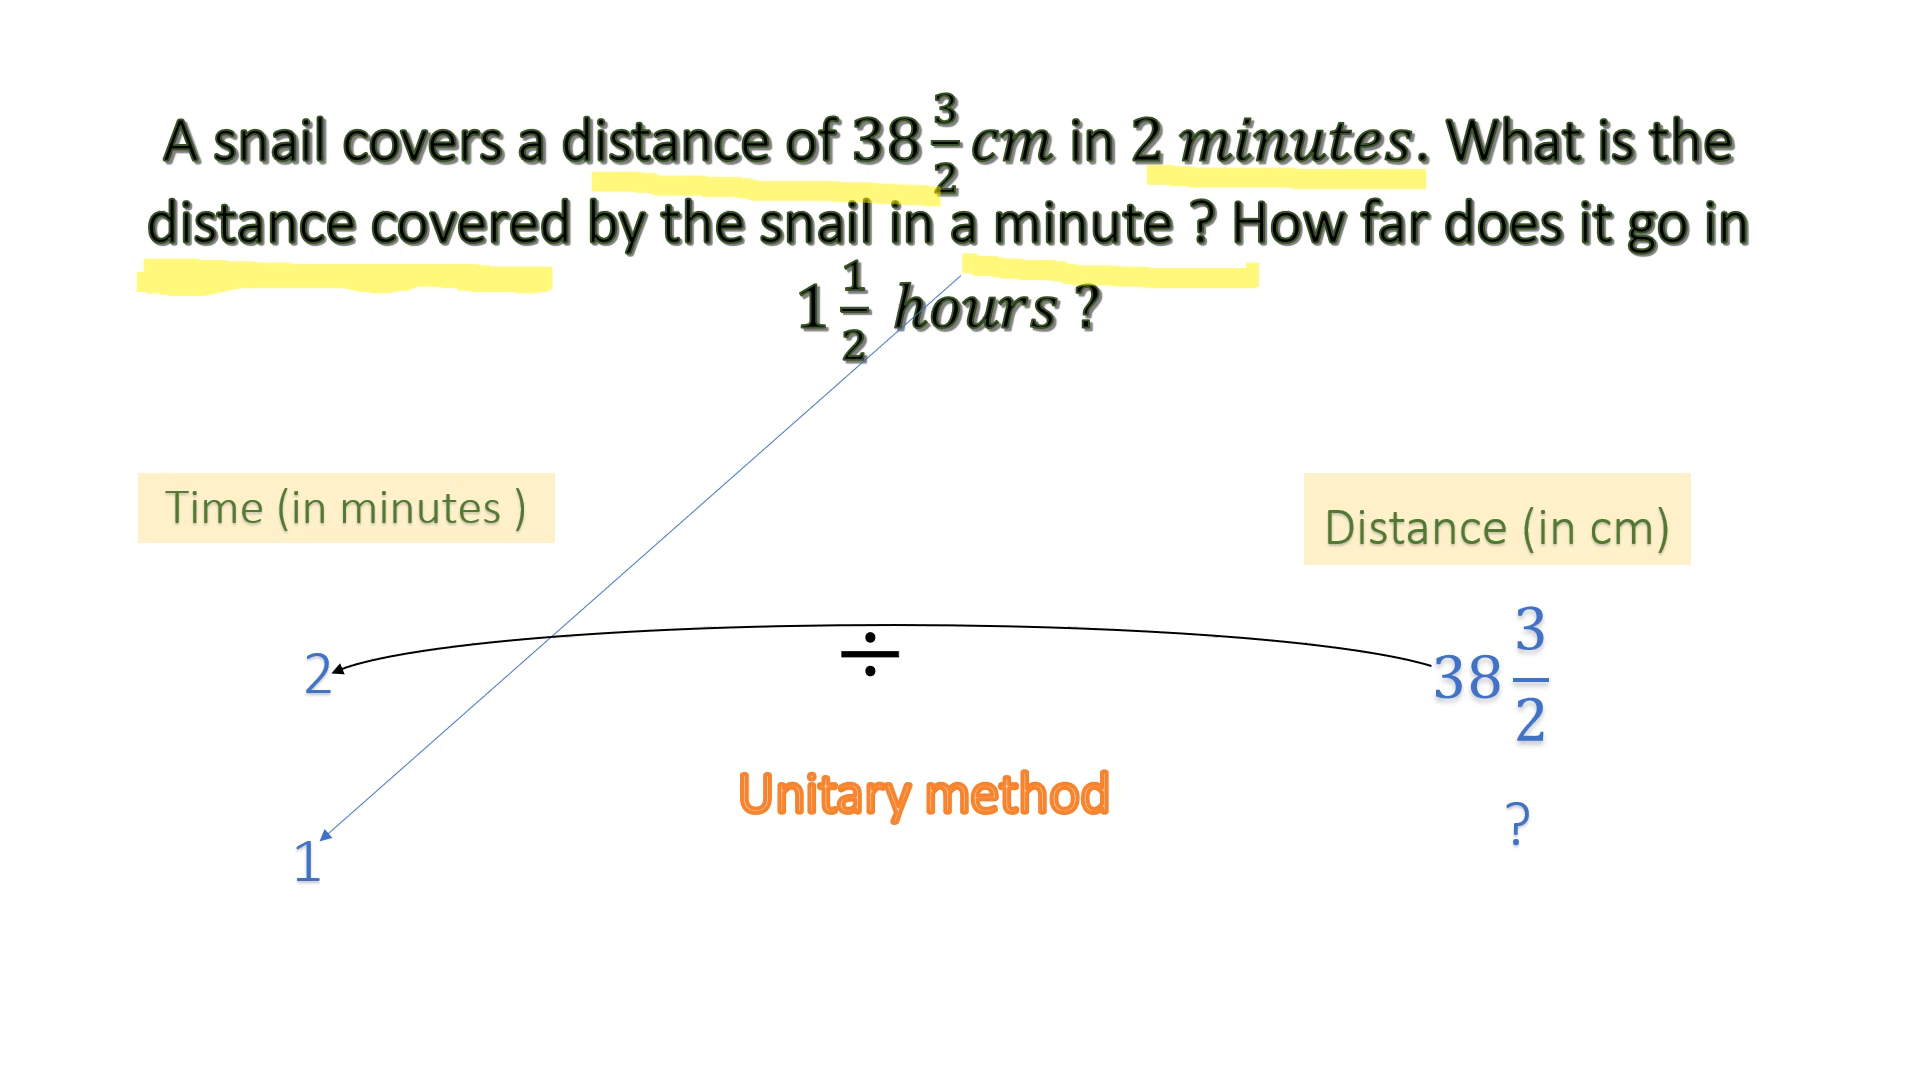 A snail covers a distance of 38 3/2 cm in 2 minutes. What is the
distance covered by the snail in a minute ? How far does it go in
1 1/2 hours ?
Time (in minutes )
Distance (in cm)
2
÷
38 3/2
Unitary method
?
1